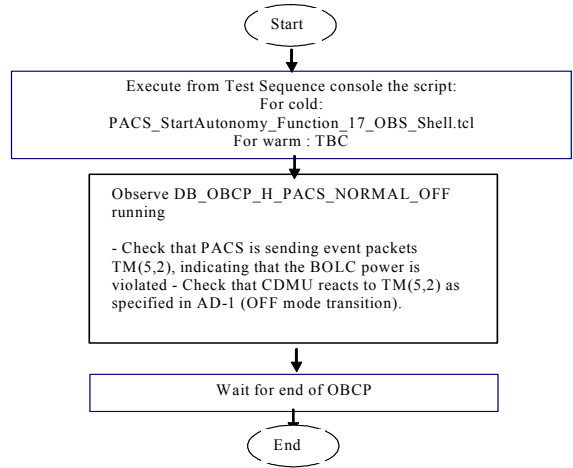 Start
Execute from Test Sequence console the script:
For cold:
PACS_StartAutonomy_Function_17_OBS_Shell.tcl
For warm : TBC
Observe DB_OBCP_H_PACS_NORMAL_OFF
running
- Check that PACS is sending event packets
TM(5,2), indicating that the BOLC power is
violated - Check that CDMU reacts to TM(5,2) as
specified in AD-1 (OFF mode transition).
Wait for end of OBCP
End